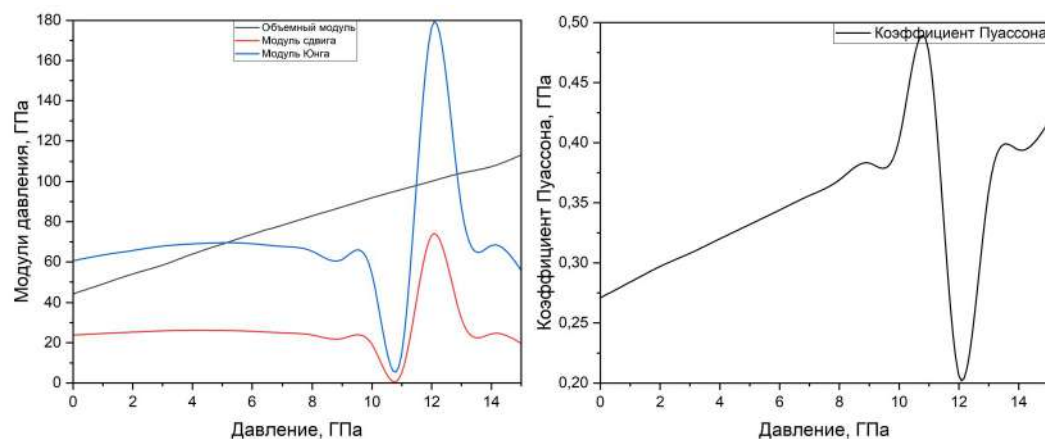 180
160
140
120
100
80
60
40
20
0
Модули давления, ГПа
Объемный модуль
Модуль сдвига
Модуль Юнга
0 2 4 6 8 10 12 14
Давление, ГПа
0,50
0,45
0,40
0,35
0,30
0,25
0,20
Коэффициент Пуассона, ГПа
Коэффициент Пуассона
0 2 4 6 8 10 12 14
Давление, ГПа